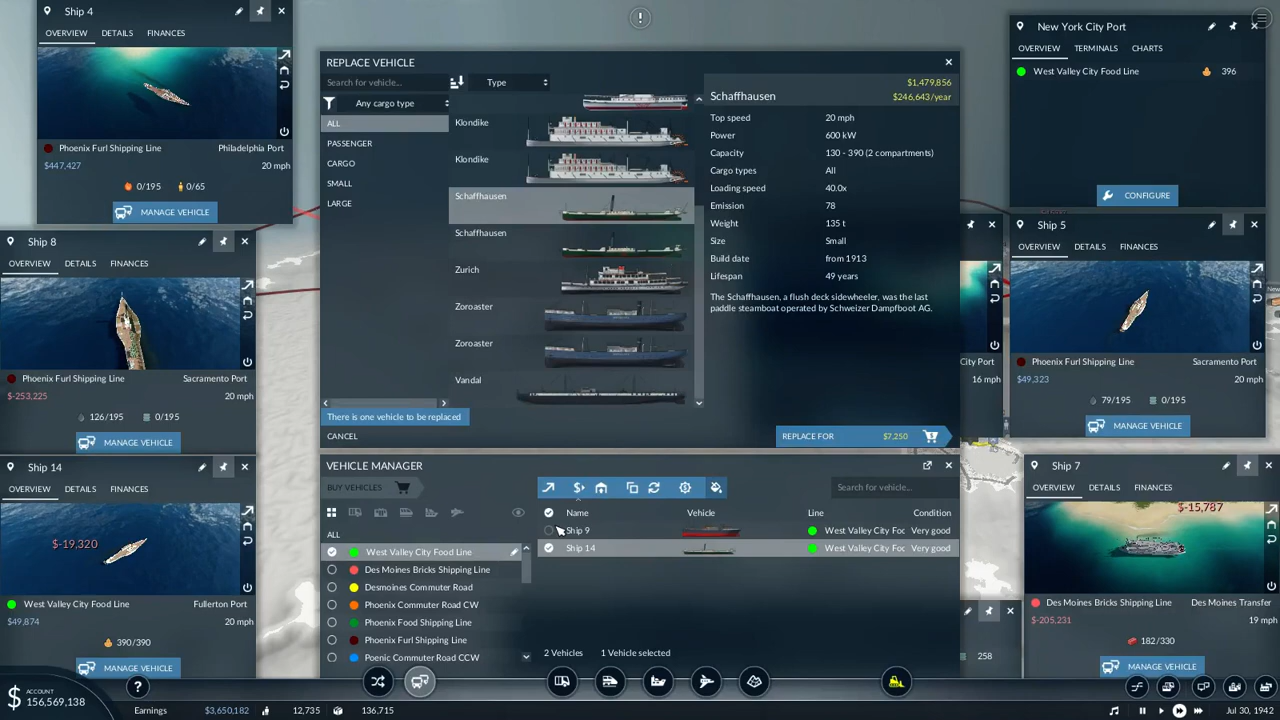 Ship 4
OVERVIEW DETAILS FINANCES
Phoenix Furl Shipping Line Philadelphia Port
$447,427 20 mph
0/195 0/65
MANAGE VEHICLE
Ship 8
OVERVIEW DETAILS FINANCES
Phoenix Furl Shipping Line Sacramento Port
$-253,225 20 mph
126/195 0/195
MANAGE VEHICLE
Ship 14
OVERVIEW DETAILS FINANCES
$-19,320
West Valley City Food Line Fullerton Port
$49,874 20 mph
390/390
MANAGE VEHICLE
REPLACE VEHICLE
Search for vehicle... Type
Any cargo type
ALL
PASSENGER
CARGO
SMALL
LARGE
Klondike
Klondike
Schaffhausen
Schaffhausen
Zurich
Zoroaster
Zoroaster
Vandal
$1,479,856
Schaffhausen $246,643/year
Top speed 20 mph
Power 600 kW
Capacity 130 - 390 (2 compartments)
Cargo types All
Loading speed 40.0x
Emission 78
Weight 135 t
Size Small
Build date from 1913
Lifespan 49 years
The Schaffhausen, a flush deck sidewheeler, was the last
paddle steamboat operated by Schweizer Dampfboot AG.
There is one vehicle to be replaced
CANCEL REPLACE FOR $7,250
VEHICLE MANAGER
BUY VEHICLES Search for vehicle...
Name Vehicle Line Condition
ALL
West Valley City Food Line
Des Moines Bricks Shipping Line
Desmoines Commuter Road
Phoenix Commuter Road CW
Phoenix Food Shipping Line
Phoenix Furl Shipping Line
Poenic Commuter Road CCW
Ship 9 West Valley City Foc Very good
Ship 14 West Valley City Foc Very good
2 Vehicles 1 Vehicle selected
New York City Port
OVERVIEW TERMINALS CHARTS
West Valley City Food Line 396
CONFIGURE
Ship 5
OVERVIEW DETAILS FINANCES
Phoenix Furl Shipping Line Sacramento Port
$49,323 20 mph
79/195 0/195
MANAGE VEHICLE
City Port
16 mph
Ship 7
OVERVIEW DETAILS FINANCES
$-15,787
Des Moines Bricks Shipping Line Des Moines Transfer
$-205,231 19 mph
182/330
MANAGE VEHICLE
258
$ ACCOUNT
156,569,138
?
Earnings $3,650,182 12,735 136,715 Jul 30, 1942